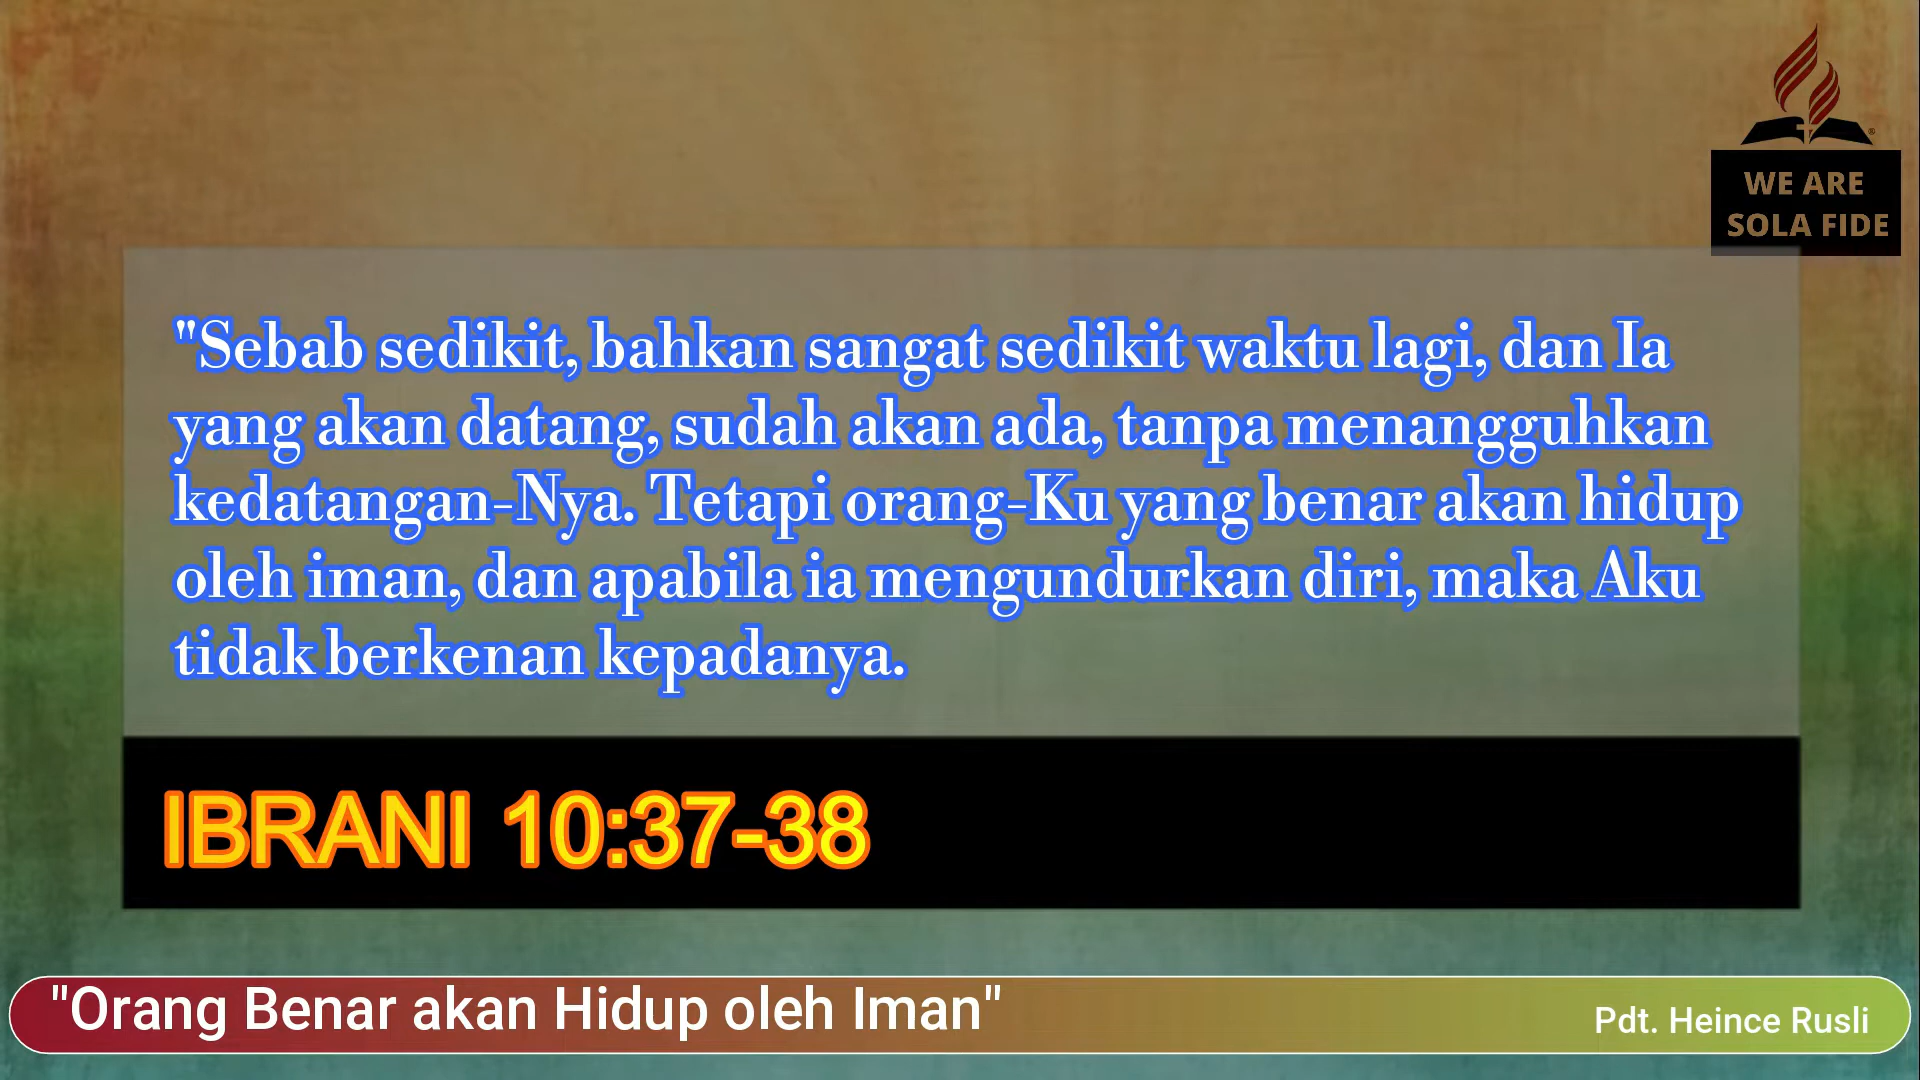 WE ARE
SOLA FIDE
"Sebab sedikit, bahkan sangat sedikit waktu lagi, dan Ia
yang akan datang, sudah akan ada, tanpa menangguhkan
kedatangan-Nya. Tetapi orang-Ku yang benar akan hidup
oleh iman, dan apabila ia mengundurkan diri, maka Aku
tidak berkenan kepadanya.
IBRANI 10:37-38
"Orang Benar akan Hidup oleh Iman"
Pdt. Heince Rusli